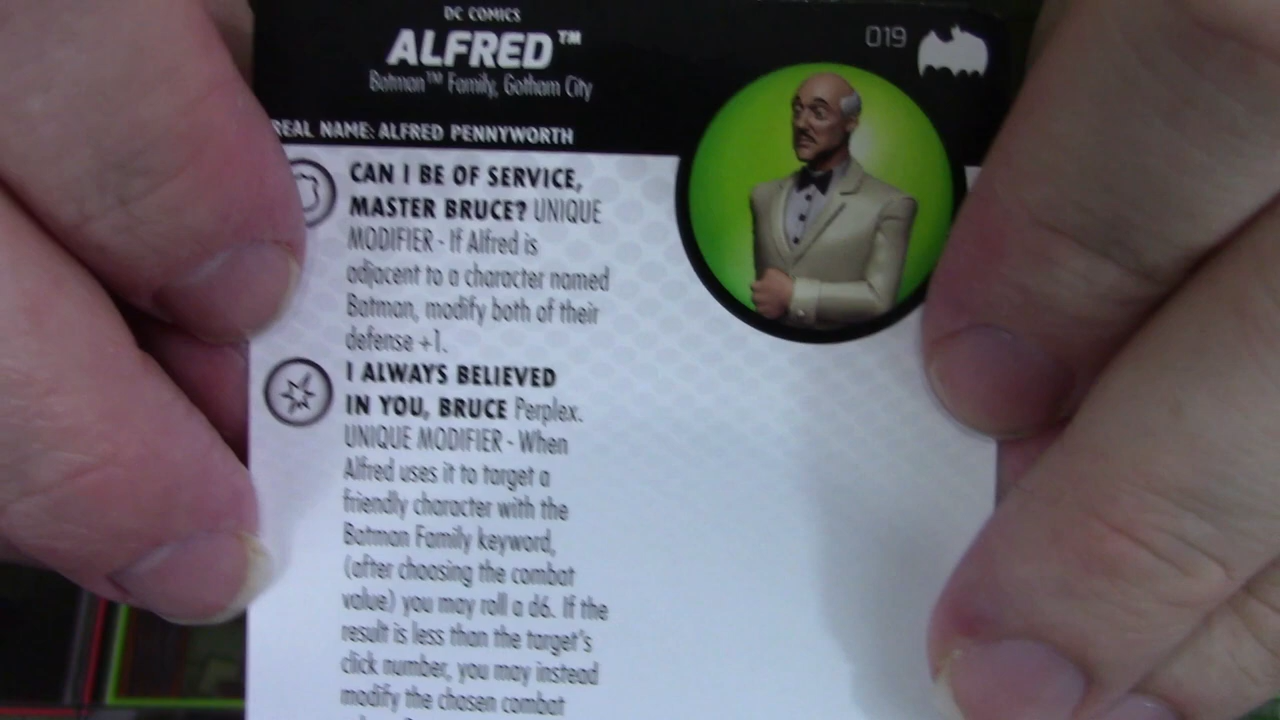 DC COMICS
ALFRED™
Batman™ Family, Gotham City
019
REAL NAME: ALFRED PENNYWORTH
CAN I BE OF SERVICE,
MASTER BRUCE? UNIQUE
MODIFIER - If Alfred is
adjacent to a character named
Batman, modify both of their
defense +1.
I ALWAYS BELIEVED
IN YOU, BRUCE Perplex.
UNIQUE MODIFIER - When
Alfred uses it to target a
friendly character with the
Batman Family keyword,
(after choosing the combat
value) you may roll a d6. If the
result is less than the target's
click number, you may instead
modify the chosen combat